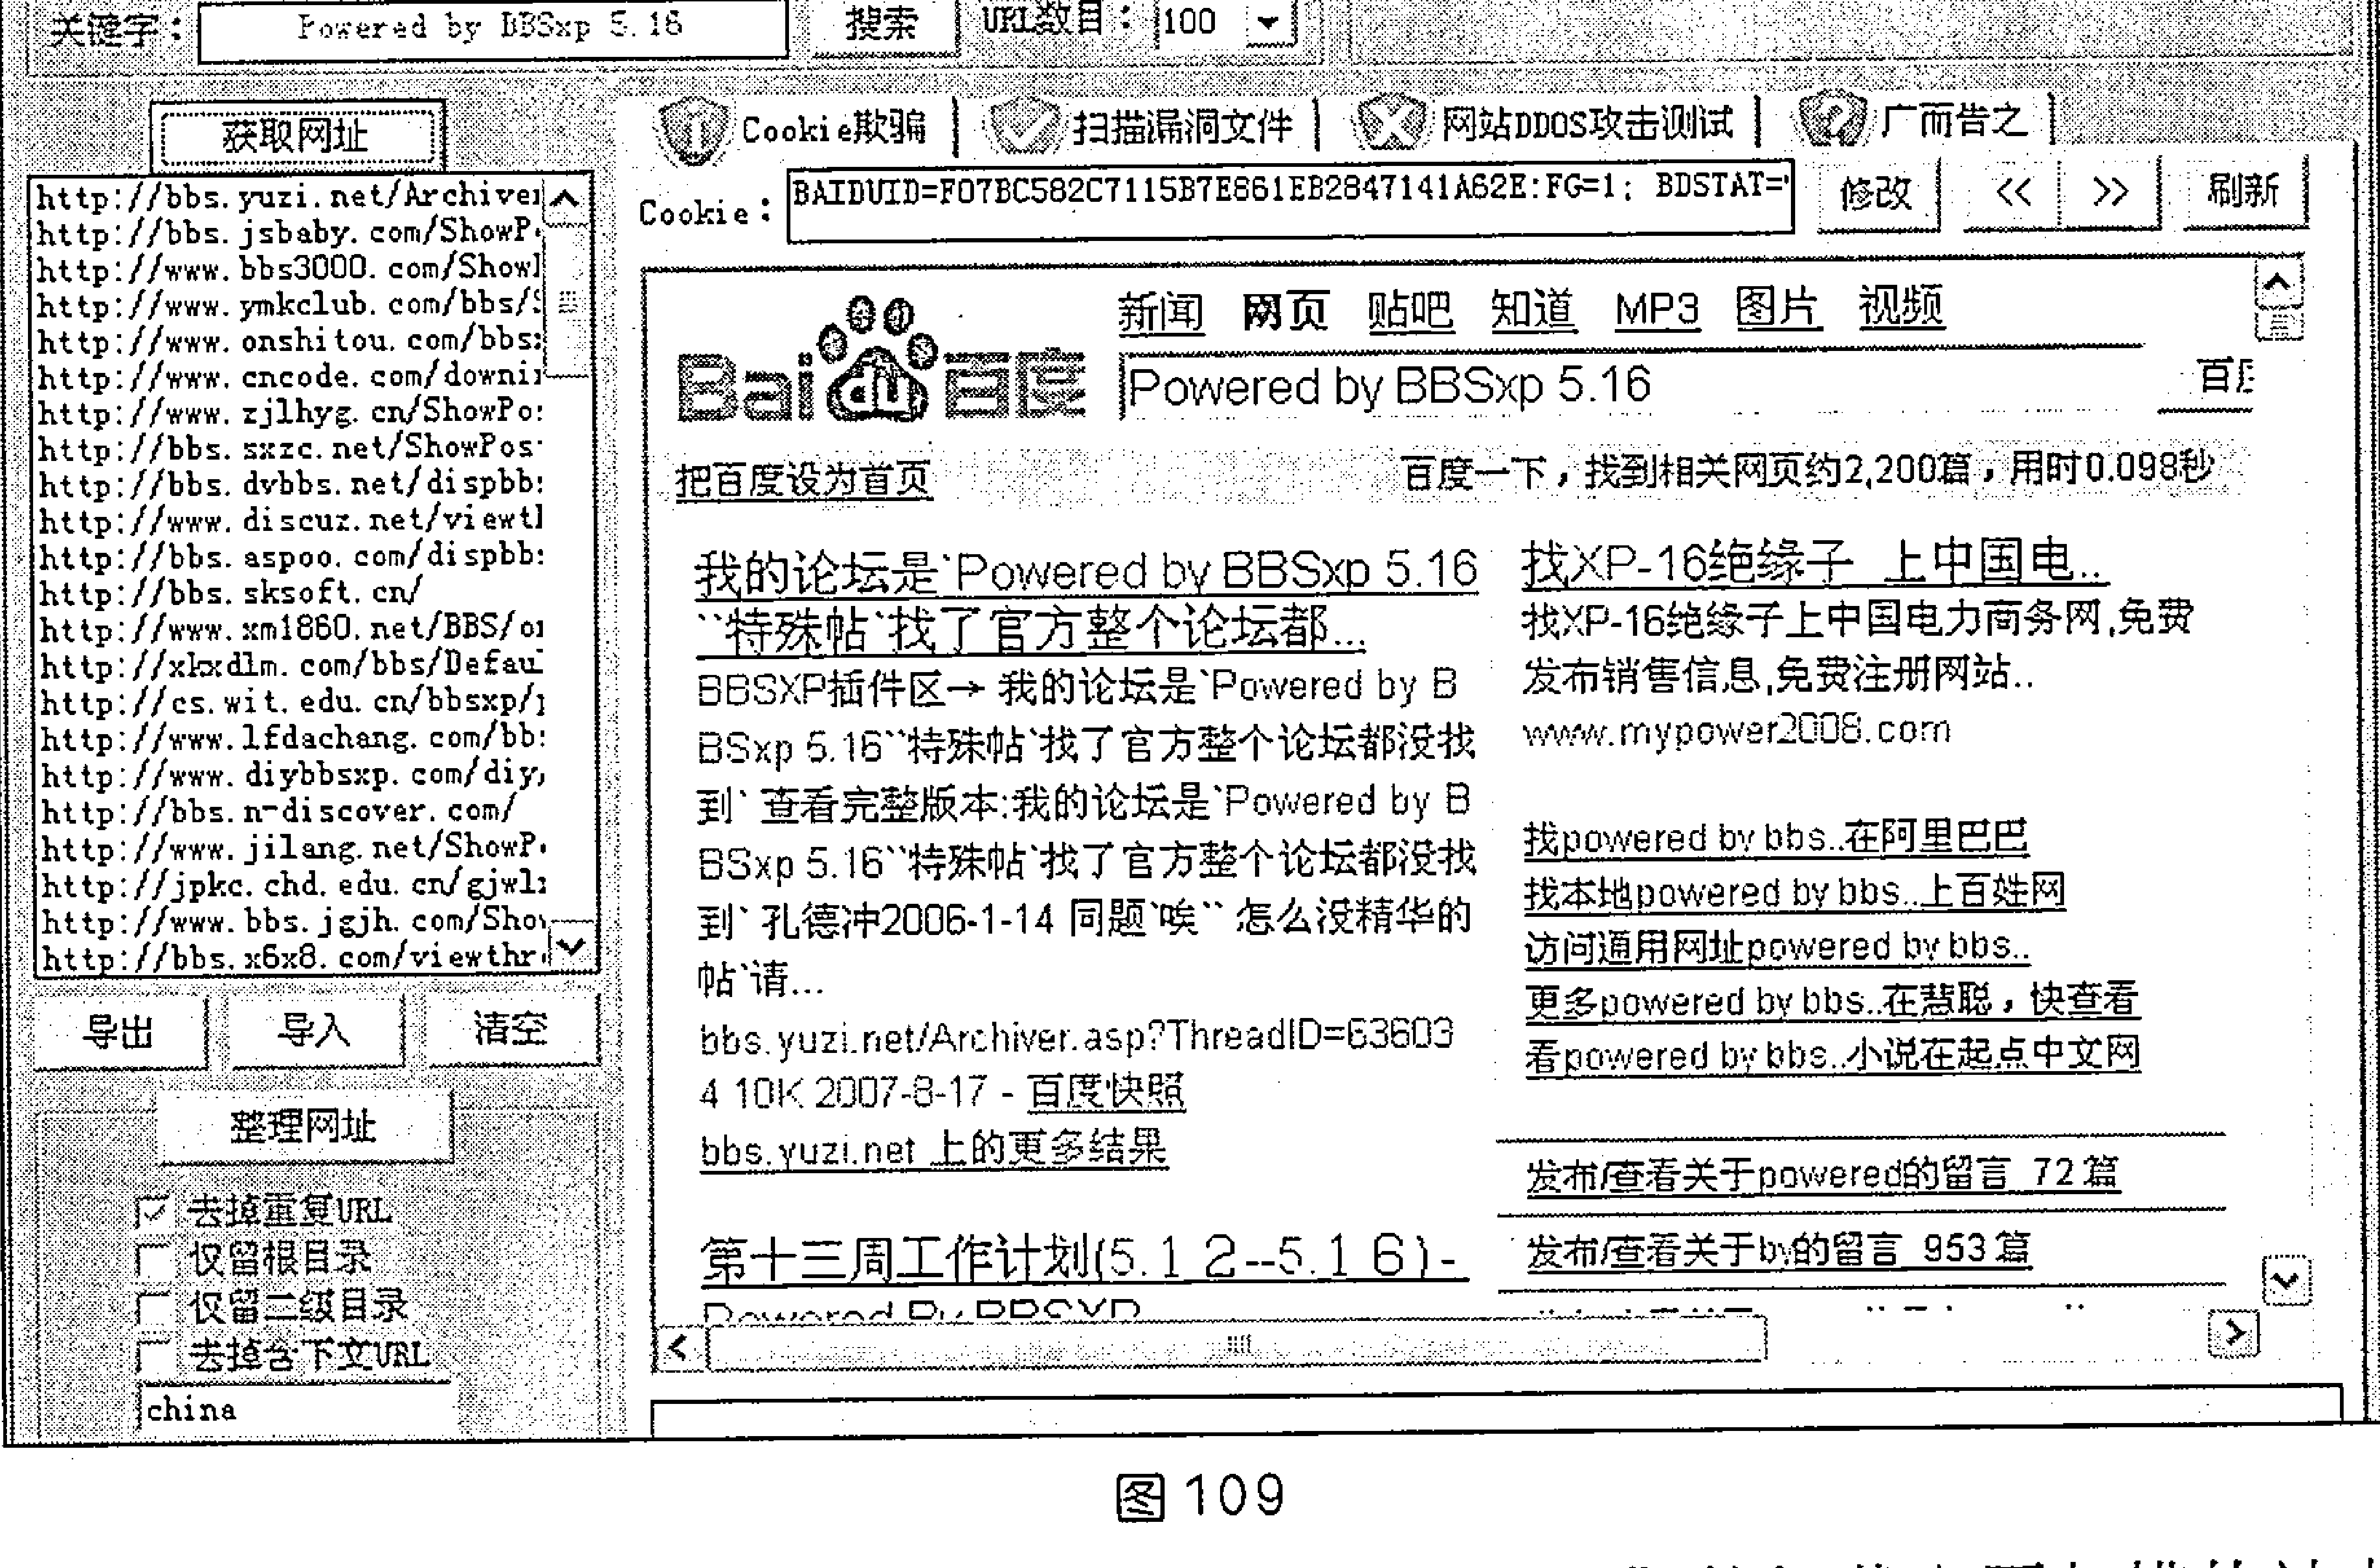 关键字： Powered by BBSxp 5.16 搜索 URL数目： 100
获取网址
http://bbs.yuzi.net/Archiver
http://bbs.jsbaby.com/ShowP
http://www.bbs3000.com/Show
http://www.ymkclub.com/bbs/S
http://www.onshitou.com/bbs
http://www.cncode.com/downi
http://www.zjlhyg.cn/ShowPo
http://bbs.sxzc.net/ShowPos
http://bbs.dvbbs.net/dispbb
http://www.discuz.net/viewt
http://bbs.aspoo.com/dispbb
http://bbs.sksoft.cn/
http://www.xm1860.net/BBS/
http://xkxdlm.com/bbs/Defau
http://cs.wit.edu.cn/bbsxp/
http://www.lfdachang.com/bb
http://www.diybbsxp.com/diy
http://bbs.n-discover.com/
http://www.jilang.net/ShowP
http://jpkc.chd.edu.cn/gjwl
http://www.bbs.jgjh.com/Sho
http://bbs.x6x8.com/viewthr
导出 导入 清空
整理网址
去掉重复URL
仅留根目录
仅留二级目录
去掉含下文URL
china
Cookie欺骗 扫描漏洞文件 网站DDOS攻击测试 广而告之
Cookie： BAIDUID=F07BC582C7115B7E861EB2847141A62E:FG=1; BDSTAT= 修改 << >> 刷新
新闻 网页 贴吧 知道 MP3 图片 视频
Bai du 百度 Powered by BBSxp 5.16 百
把百度设为首页 百度一下，找到相关网页约2,200篇，用时0.098秒
我的论坛是`Powered by BBSxp 5.16
``特殊帖`找了官方整个论坛都...
BBSXP插件区→ 我的论坛是`Powered by B
BSxp 5.16``特殊帖`找了官方整个论坛都没找
到` 查看完整版本:我的论坛是`Powered by B
BSxp 5.16``特殊帖`找了官方整个论坛都没找
到` 孔德冲2006-1-14 同题`唉`` 怎么没精华的
帖`请...
bbs.yuzi.net/Archiver.asp?ThreadID=63603
4 10K 2007-8-17 - 百度快照
bbs.yuzi.net 上的更多结果
第十三周工作计划(5.１２--5.１６)-
Powered By BBSXP
找XP-16绝缘子 上中国电..
找XP-16绝缘子上中国电力商务网,免费
发布销售信息,免费注册网站..
www.mypower2008.com
找powered by bbs..在阿里巴巴
找本地powered by bbs..上百姓网
访问通用网址powered by bbs..
更多powered by bbs..在慧聪，快查看
看powered by bbs..小说在起点中文网
发布/查看关于powered的留言 72篇
发布/查看关于by的留言 953篇
图109